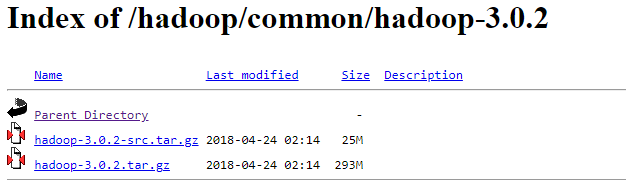 Index of /hadoop/common/hadoop-3.0.2
Name Last modified Size Description
Parent Directory -
hadoop-3.0.2-src.tar.gz 2018-04-24 02:14 25M
hadoop-3.0.2.tar.gz 2018-04-24 02:14 293M